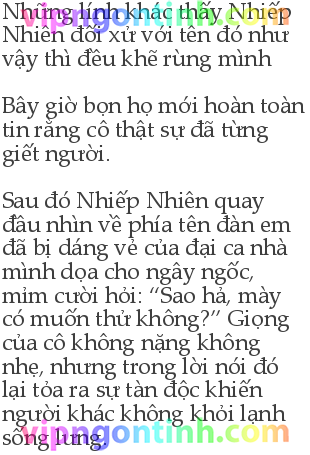 Những lính khác thấy Nhiếp
Nhiên đối xử với tên đó như
vậy thì đều khẽ rùng mình
Bây giờ bọn họ mới hoàn toàn
tin rằng cô thật sự đã từng
giết người.
Sau đó Nhiếp Nhiên quay
đầu nhìn về phía tên đàn em
đã bị dáng vẻ của đại ca nhà
mình dọa cho ngây ngốc,
mỉm cười hỏi: “Sao hả, mày
có muốn thử không?” Giọng
của cô không nặng không
nhẹ, nhưng trong lời nói đó
lại tỏa ra sự tàn độc khiến
người khác không khỏi lạnh
sống lưng.
vipngontinh.com
vipngontinh.com